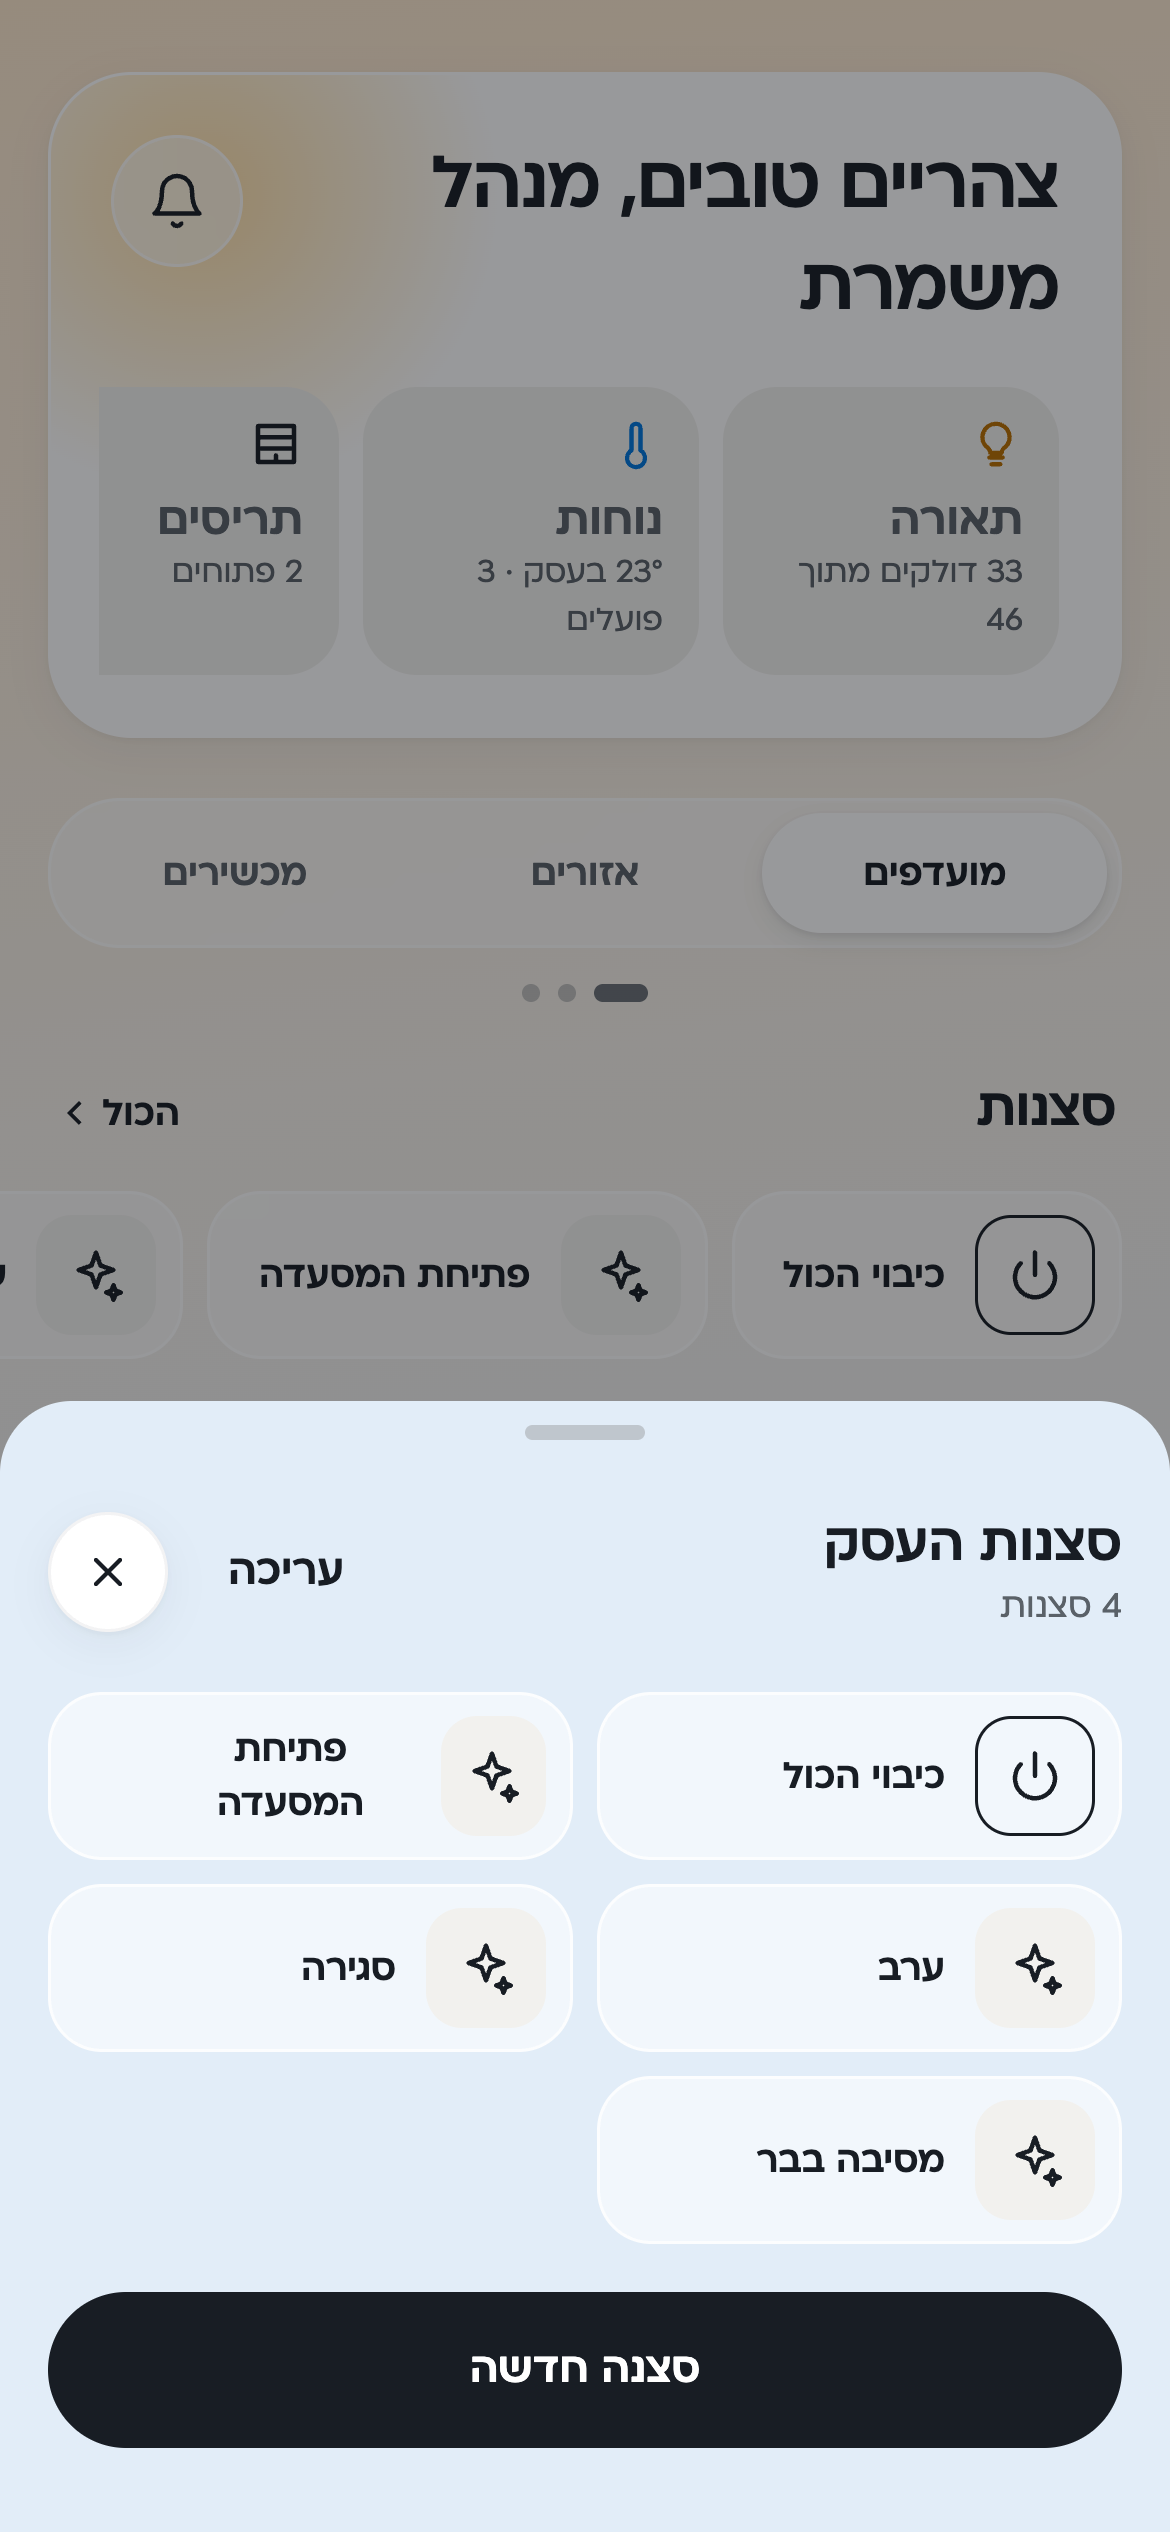 צהריים טובים, מנהל
משמרת
תאורה
33 דולקים מתוך
46
נוחות
23° בעסק · 3
פועלים
תריסים
2 פתוחים
מועדפים
אזורים
מכשירים
סצנות
הכול
כיבוי הכול
פתיחת המסעדה
סצנות העסק
4 סצנות
עריכה
כיבוי הכול
פתיחת
המסעדה
ערב
סגירה
מסיבה בבר
סצנה חדשה